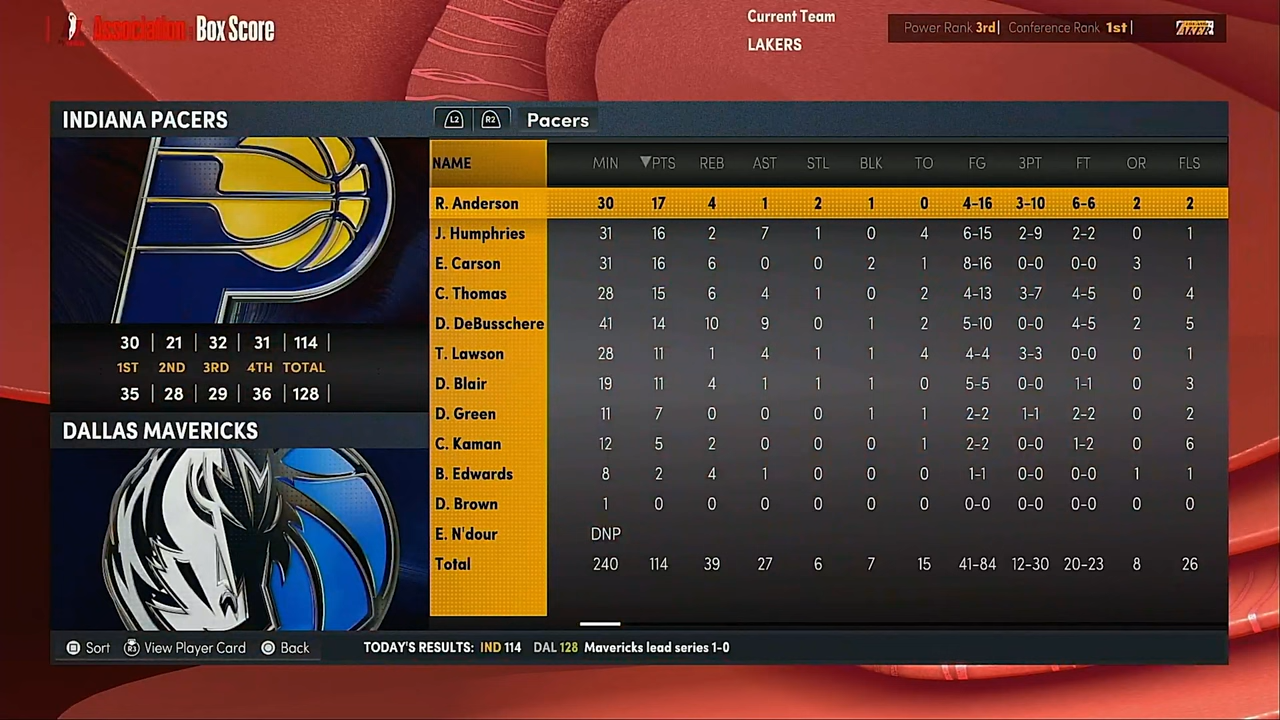 Association Box Score
Current Team
LAKERS
Power Rank 3rd| Conference Rank 1st|
INDIANA PACERS
30 | 21 | 32 | 31 | 114 |
1ST 2ND 3RD 4TH TOTAL
35 | 28 | 29 | 36 | 128 |
DALLAS MAVERICKS
L2 R2 Pacers
NAME MIN ▼PTS REB AST STL BLK TO FG 3PT FT OR FLS
R. Anderson 30 17 4 1 2 1 0 4-16 3-10 6-6 2 2
J. Humphries 31 16 2 7 1 0 4 6-15 2-9 2-2 0 1
E. Carson 31 16 6 0 0 2 1 8-16 0-0 0-0 3 1
C. Thomas 28 15 6 4 1 0 2 4-13 3-7 4-5 0 4
D. DeBusschere 41 14 10 9 0 1 2 5-10 0-0 4-5 2 5
T. Lawson 28 11 1 4 1 1 4 4-4 3-3 0-0 0 1
D. Blair 19 11 4 1 1 1 0 5-5 0-0 1-1 0 3
D. Green 11 7 0 0 0 1 1 2-2 1-1 2-2 0 2
C. Kaman 12 5 2 0 0 0 1 2-2 0-0 1-2 0 6
B. Edwards 8 2 4 1 0 0 0 1-1 0-0 0-0 1 1
D. Brown 1 0 0 0 0 0 0 0-0 0-0 0-0 0 0
E. N'dour DNP
Total 240 114 39 27 6 7 15 41-84 12-30 20-23 8 26
Sort R3 View Player Card Back
TODAY'S RESULTS: IND 114 DAL 128 Mavericks lead series 1-0